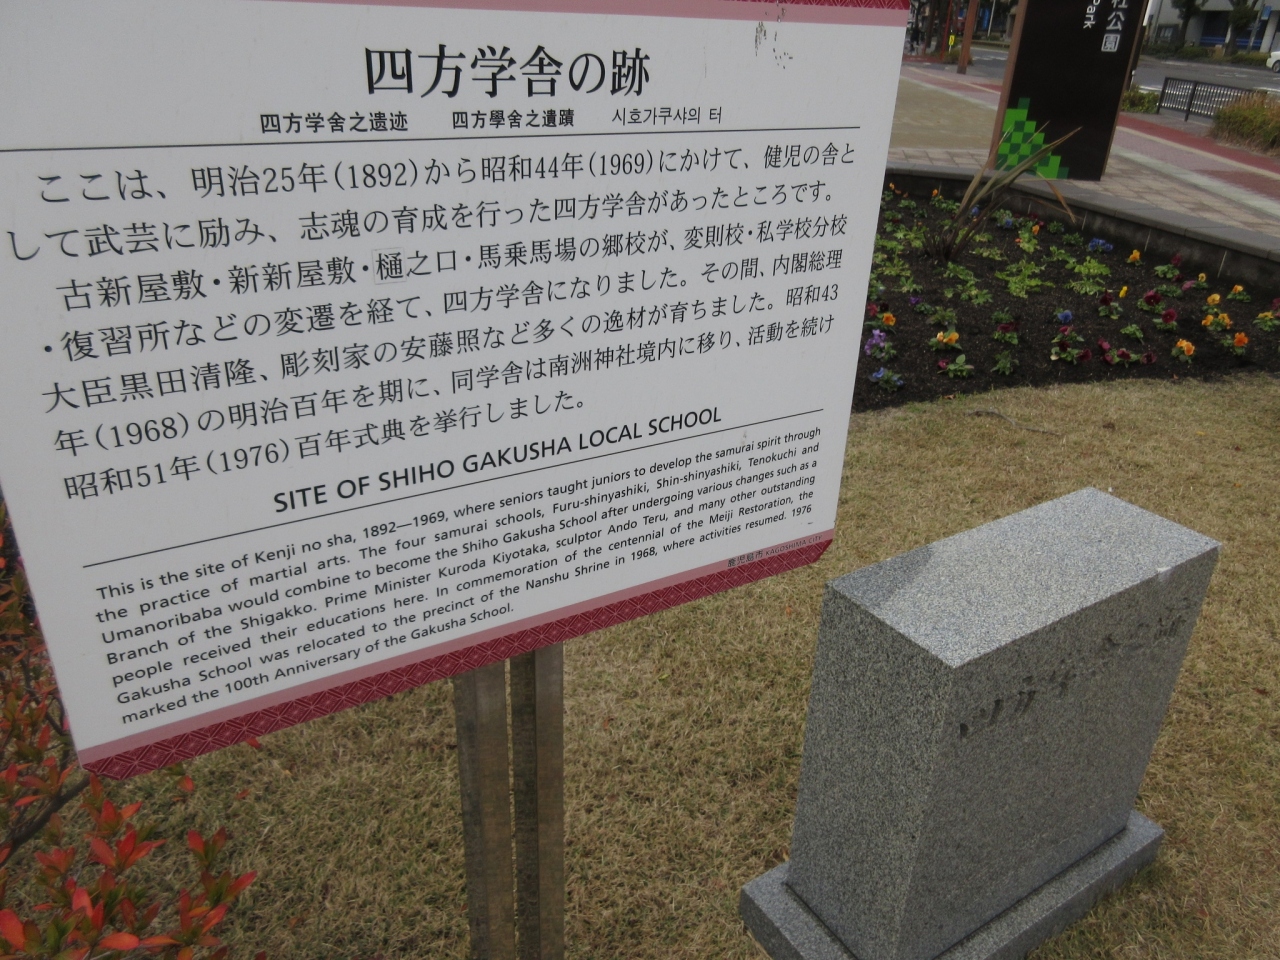 四方学舎の跡
四方学舍之遗迹 四方學舍之遺蹟 시호가쿠샤의 터
ここは、明治25年(1892)から昭和44年(1969)にかけて、健児の舎と
して武芸に励み、志魂の育成を行った四方学舎があったところです。
古新屋敷・新新屋敷・樋之口・馬乗馬場の郷校が、変則校・私学校分校
・復習所などの変遷を経て、四方学舎になりました。その間、内閣総理
大臣黒田清隆、彫刻家の安藤照など多くの逸材が育ちました。昭和43
年(1968)の明治百年を期に、同学舎は南洲神社境内に移り、活動を続け
昭和51年(1976)百年式典を挙行しました。
SITE OF SHIHO GAKUSHA LOCAL SCHOOL
This is the site of Kenji no sha, 1892—1969, where seniors taught juniors to develop the samurai spirit through
the practice of martial arts. The four samurai schools, Furu-shinyashiki, Shin-shinyashiki, Tenokuchi and
Umanoribaba would combine to become the Shiho Gakusha School after undergoing various changes such as a
Branch of the Shigakko. Prime Minister Kuroda Kiyotaka, sculptor Ando Teru, and many other outstanding
people received their educations here. In commemoration of the centennial of the Meiji Restoration, the
Gakusha School was relocated to the precinct of the Nanshu Shrine in 1968, where activities resumed. 1976
marked the 100th Anniversary of the Gakusha School.
鹿児島市 KAGOSHIMA CITY
社公園
Park